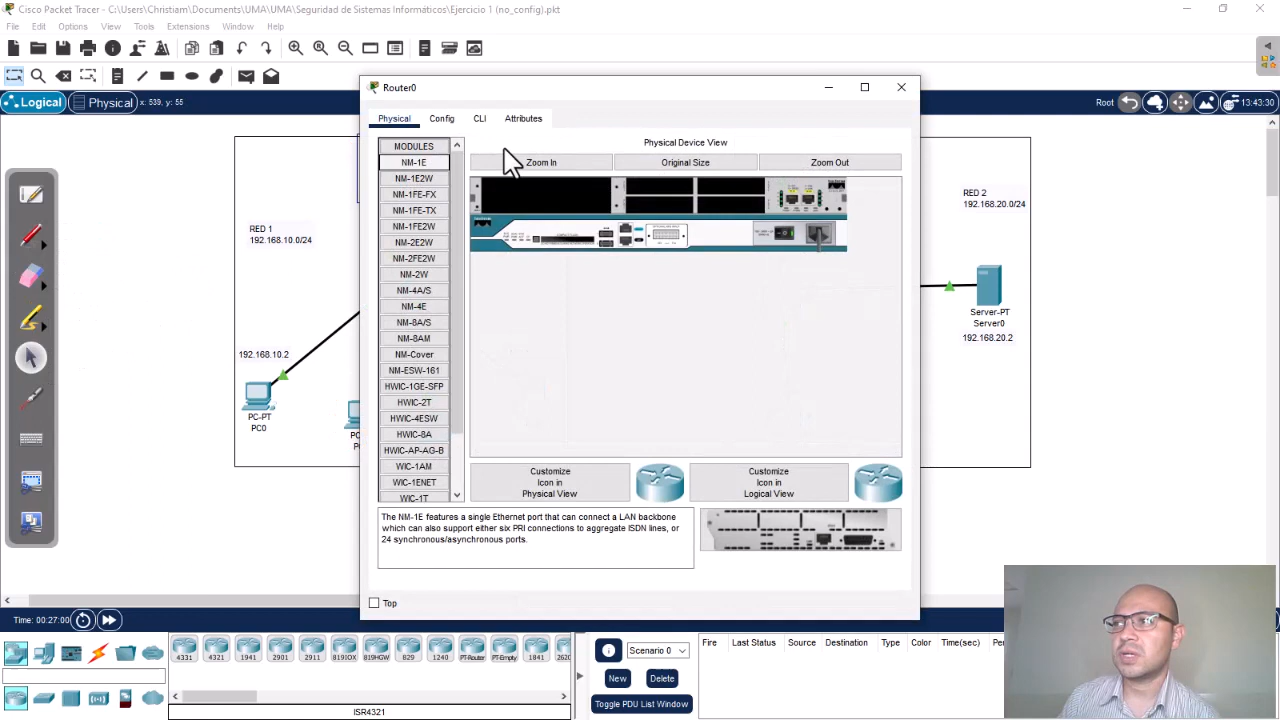 Cisco Packet Tracer - C:\Users\Christiam\Documents\UMA\UMA\Seguridad de Sistemas Informáticos\Ejercicio 1 (no_config).pkt
File Edit Options View Tools Extensions Window Help
Logical Physical x: 539, y: 55 Root 13:43:30
Router0
Physical Config CLI Attributes
MODULES
NM-1E
NM-1E2W
NM-1FE-FX
NM-1FE-TX
NM-1FE2W
NM-2E2W
NM-2FE2W
NM-2W
NM-4A/S
NM-4E
NM-8A/S
NM-8AM
NM-Cover
NM-ESW-161
HWIC-1GE-SFP
HWIC-2T
HWIC-4ESW
HWIC-8A
HWIC-AP-AG-B
WIC-1AM
WIC-1ENET
WIC-1T
Physical Device View
Zoom In Original Size Zoom Out
Customize
Icon in
Physical View
Customize
Icon in
Logical View
The NM-1E features a single Ethernet port that can connect a LAN backbone
which can also support either six PRI connections to aggregate ISDN lines, or
24 synchronous/asynchronous ports.
Top
RED 1
192.168.10.0/24
192.168.10.2
PC-PT
PC0
RED 2
192.168.20.0/24
Server-PT
Server0
192.168.20.2
Time: 00:27:00
4331 4321 1941 2901 2911 819IOX 819HGW 829 1240 PT-Router PT-Empty 1841 2620
ISR4321
Scenario 0
New Delete
Toggle PDU List Window
Fire Last Status Source Destination Type Color Time(sec) Pe